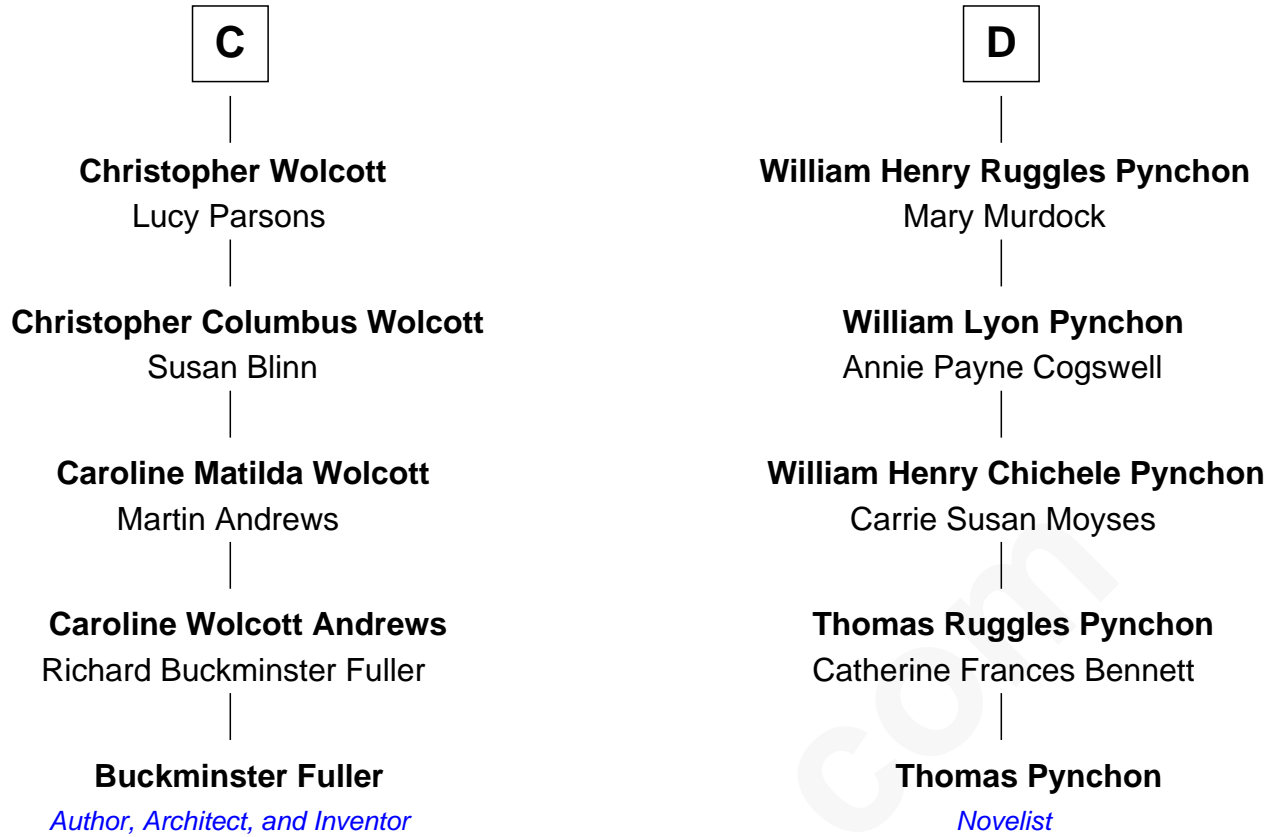 C
Christopher Wolcott
Lucy Parsons
Christopher Columbus Wolcott
Susan Blinn
Caroline Matilda Wolcott
Martin Andrews
Caroline Wolcott Andrews
Richard Buckminster Fuller
Buckminster Fuller
Author, Architect, and Inventor
D
William Henry Ruggles Pynchon
Mary Murdock
William Lyon Pynchon
Annie Payne Cogswell
William Henry Chichele Pynchon
Carrie Susan Moyses
Thomas Ruggles Pynchon
Catherine Frances Bennett
Thomas Pynchon
Novelist
com